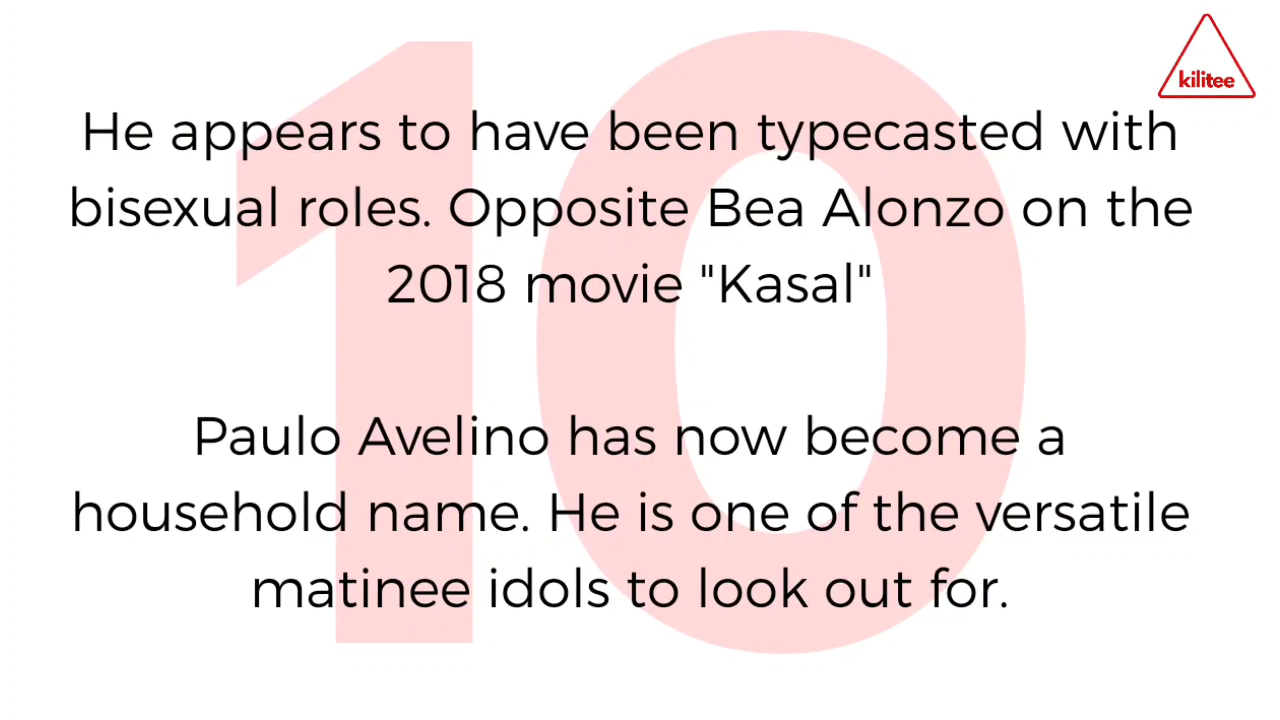 kilitee
10
He appears to have been typecasted with
bisexual roles. Opposite Bea Alonzo on the
2018 movie "Kasal"
Paulo Avelino has now become a
household name. He is one of the versatile
matinee idols to look out for.